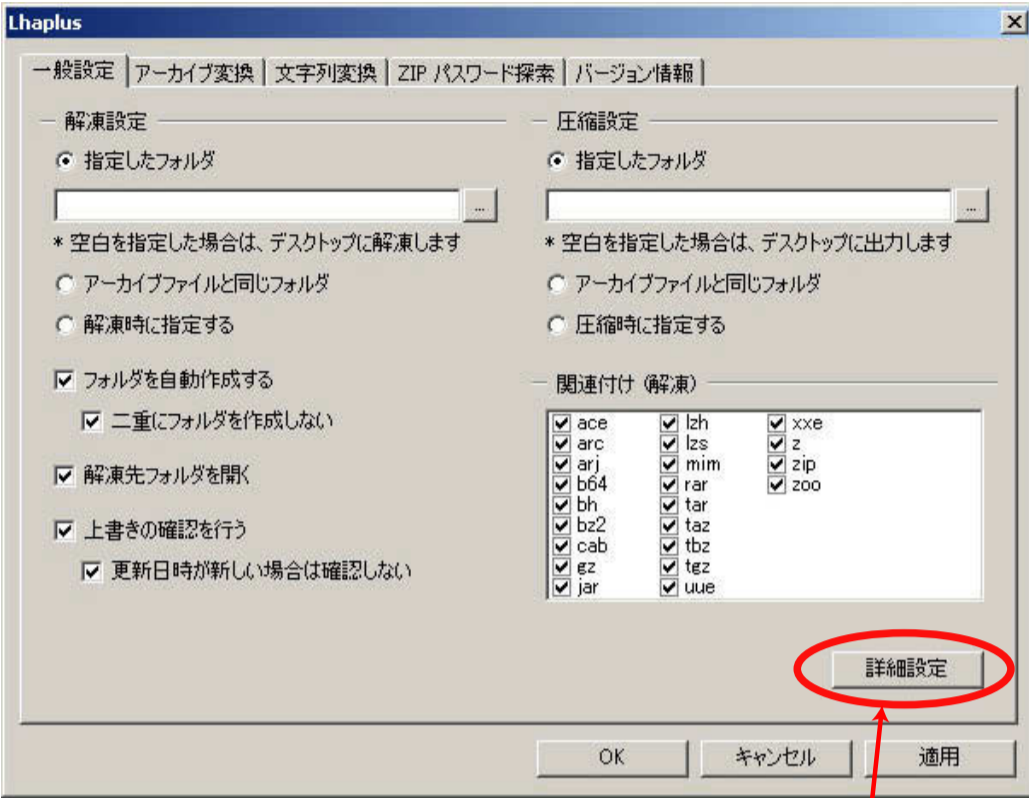 Lhaplus
一般設定 アーカイブ変換 文字列変換 ZIP パスワード探索 バージョン情報
解凍設定
指定したフォルダ
...
* 空白を指定した場合は、デスクトップに解凍します
アーカイブファイルと同じフォルダ
解凍時に指定する
フォルダを自動作成する
二重にフォルダを作成しない
解凍先フォルダを開く
上書きの確認を行う
更新日時が新しい場合は確認しない
圧縮設定
指定したフォルダ
...
* 空白を指定した場合は、デスクトップに出力します
アーカイブファイルと同じフォルダ
圧縮時に指定する
関連付け (解凍)
ace lzh xxe
arc lzs z
arj mim zip
b64 rar zoo
bh tar
bz2 taz
cab tbz
gz tgz
jar uue
詳細設定
OK キャンセル 適用